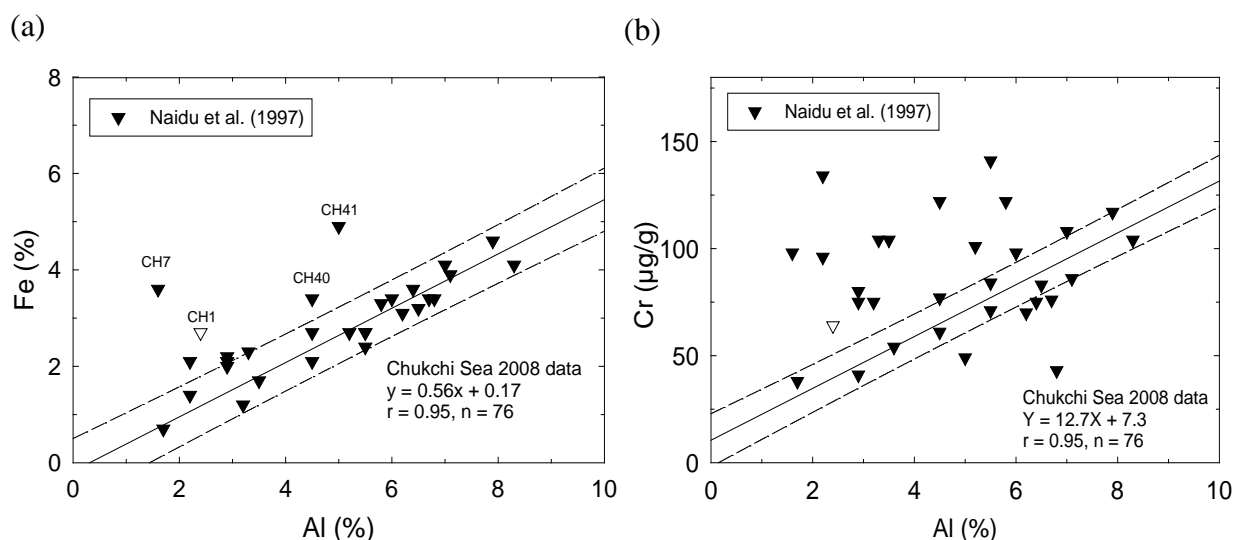 (a)
8
6
4
2
0
Fe (%)
Naidu et al. (1997)
CH41
CH7
CH40
CH1
Chukchi Sea 2008 data
y = 0.56x + 0.17
r = 0.95, n = 76
0 2 4 6 8 10
Al (%)
(b)
150
100
50
0
Cr (µg/g)
Naidu et al. (1997)
Chukchi Sea 2008 data
Y = 12.7X + 7.3
r = 0.95, n = 76
0 2 4 6 8 10
Al (%)